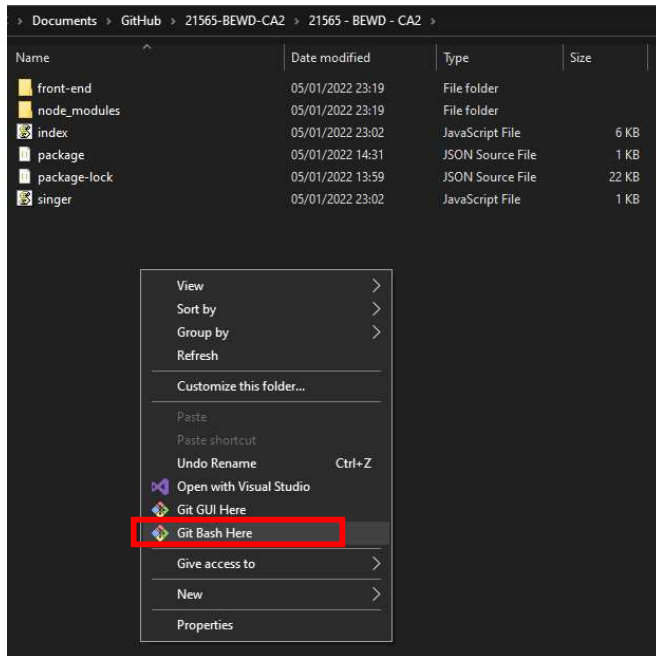 > Documents > GitHub > 21565-BEWD-CA2 > 21565 - BEWD - CA2 >
Name Date modified Type Size
front-end 05/01/2022 23:19 File folder
node_modules 05/01/2022 23:19 File folder
index 05/01/2022 23:02 JavaScript File 6 KB
package 05/01/2022 14:31 JSON Source File 1 KB
package-lock 05/01/2022 13:59 JSON Source File 22 KB
singer 05/01/2022 23:02 JavaScript File 1 KB
View >
Sort by >
Group by >
Refresh
Customize this folder...
Paste
Paste shortcut
Undo Rename Ctrl+Z
Open with Visual Studio
Git GUI Here
Git Bash Here
Give access to >
New >
Properties